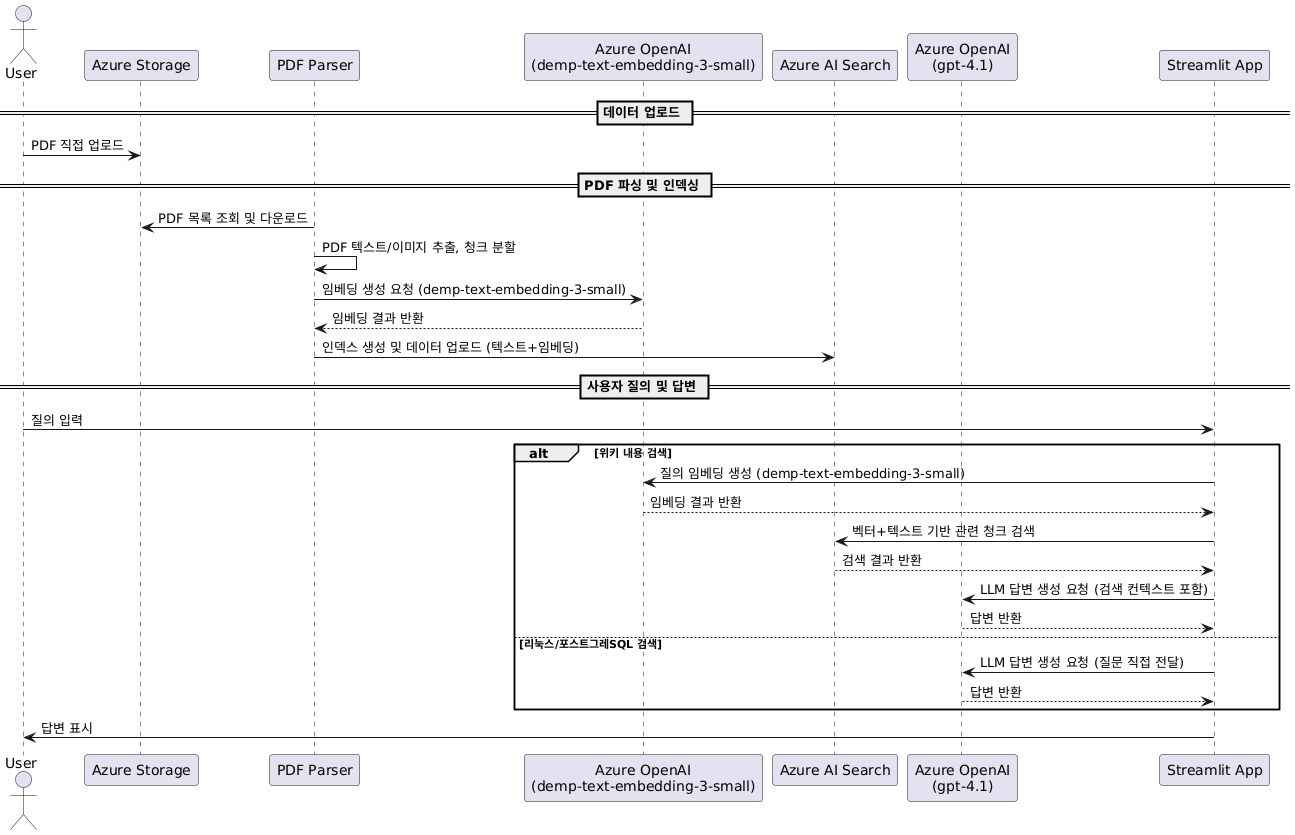 User
Azure Storage
PDF Parser
Azure OpenAI
(demp-text-embedding-3-small)
Azure AI Search
Azure OpenAI
(gpt-4.1)
Streamlit App
데이터 업로드
PDF 직접 업로드
PDF 파싱 및 인덱싱
PDF 목록 조회 및 다운로드
PDF 텍스트/이미지 추출, 청크 분할
임베딩 생성 요청 (demp-text-embedding-3-small)
임베딩 결과 반환
인덱스 생성 및 데이터 업로드 (텍스트+임베딩)
사용자 질의 및 답변
질의 입력
alt
[위키 내용 검색]
질의 임베딩 생성 (demp-text-embedding-3-small)
임베딩 결과 반환
벡터+텍스트 기반 관련 청크 검색
검색 결과 반환
LLM 답변 생성 요청 (검색 컨텍스트 포함)
답변 반환
[리눅스/포스트그레SQL 검색]
LLM 답변 생성 요청 (질문 직접 전달)
답변 반환
답변 표시
User
Azure Storage
PDF Parser
Azure OpenAI
(demp-text-embedding-3-small)
Azure AI Search
Azure OpenAI
(gpt-4.1)
Streamlit App